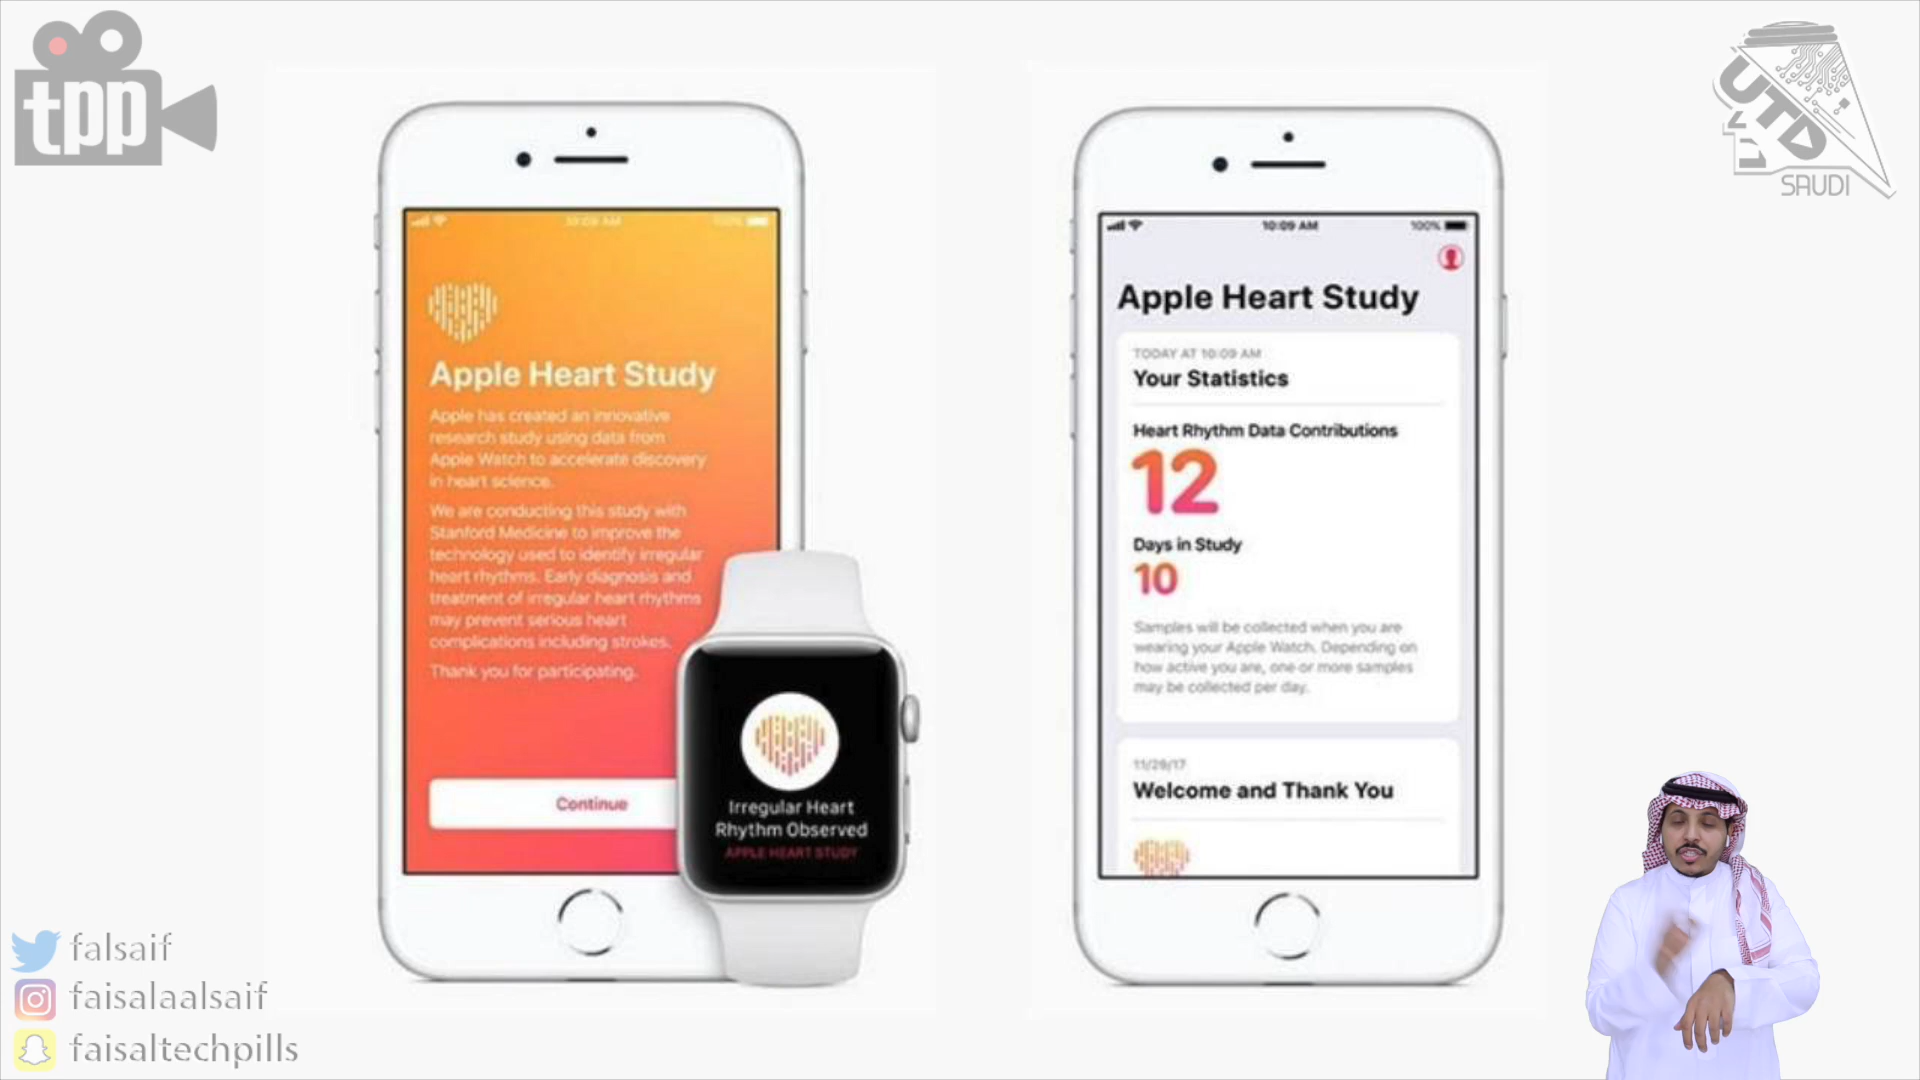 tpp
UTD
SAUDI
10:09 AM
100%
Apple Heart Study
Apple has created an innovative
research study using data from
Apple Watch to accelerate discovery
in heart science.
We are conducting this study with
Stanford Medicine to improve the
technology used to identify irregular
heart rhythms. Early diagnosis and
treatment of irregular heart rhythms
may prevent serious heart
complications including strokes.
Thank you for participating.
Continue
Irregular Heart
Rhythm Observed
APPLE HEART STUDY
10:09 AM
100%
Apple Heart Study
TODAY AT 10:09 AM
Your Statistics
Heart Rhythm Data Contributions
12
Days in Study
10
Samples will be collected when you are
wearing your Apple Watch. Depending on
how active you are, one or more samples
may be collected per day.
11/29/17
Welcome and Thank You
falsaif
faisalaalsaif
faisaltechpills